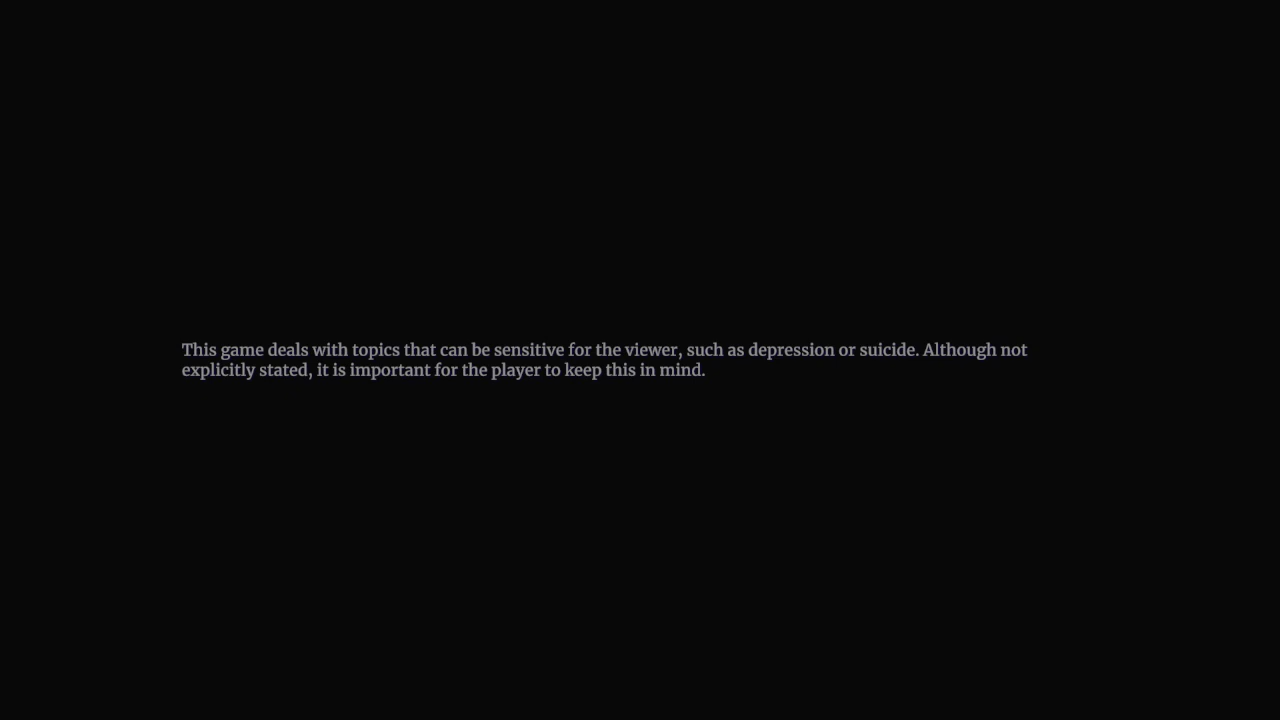 This game deals with topics that can be sensitive for the viewer, such as depression or suicide. Although not
explicitly stated, it is important for the player to keep this in mind.